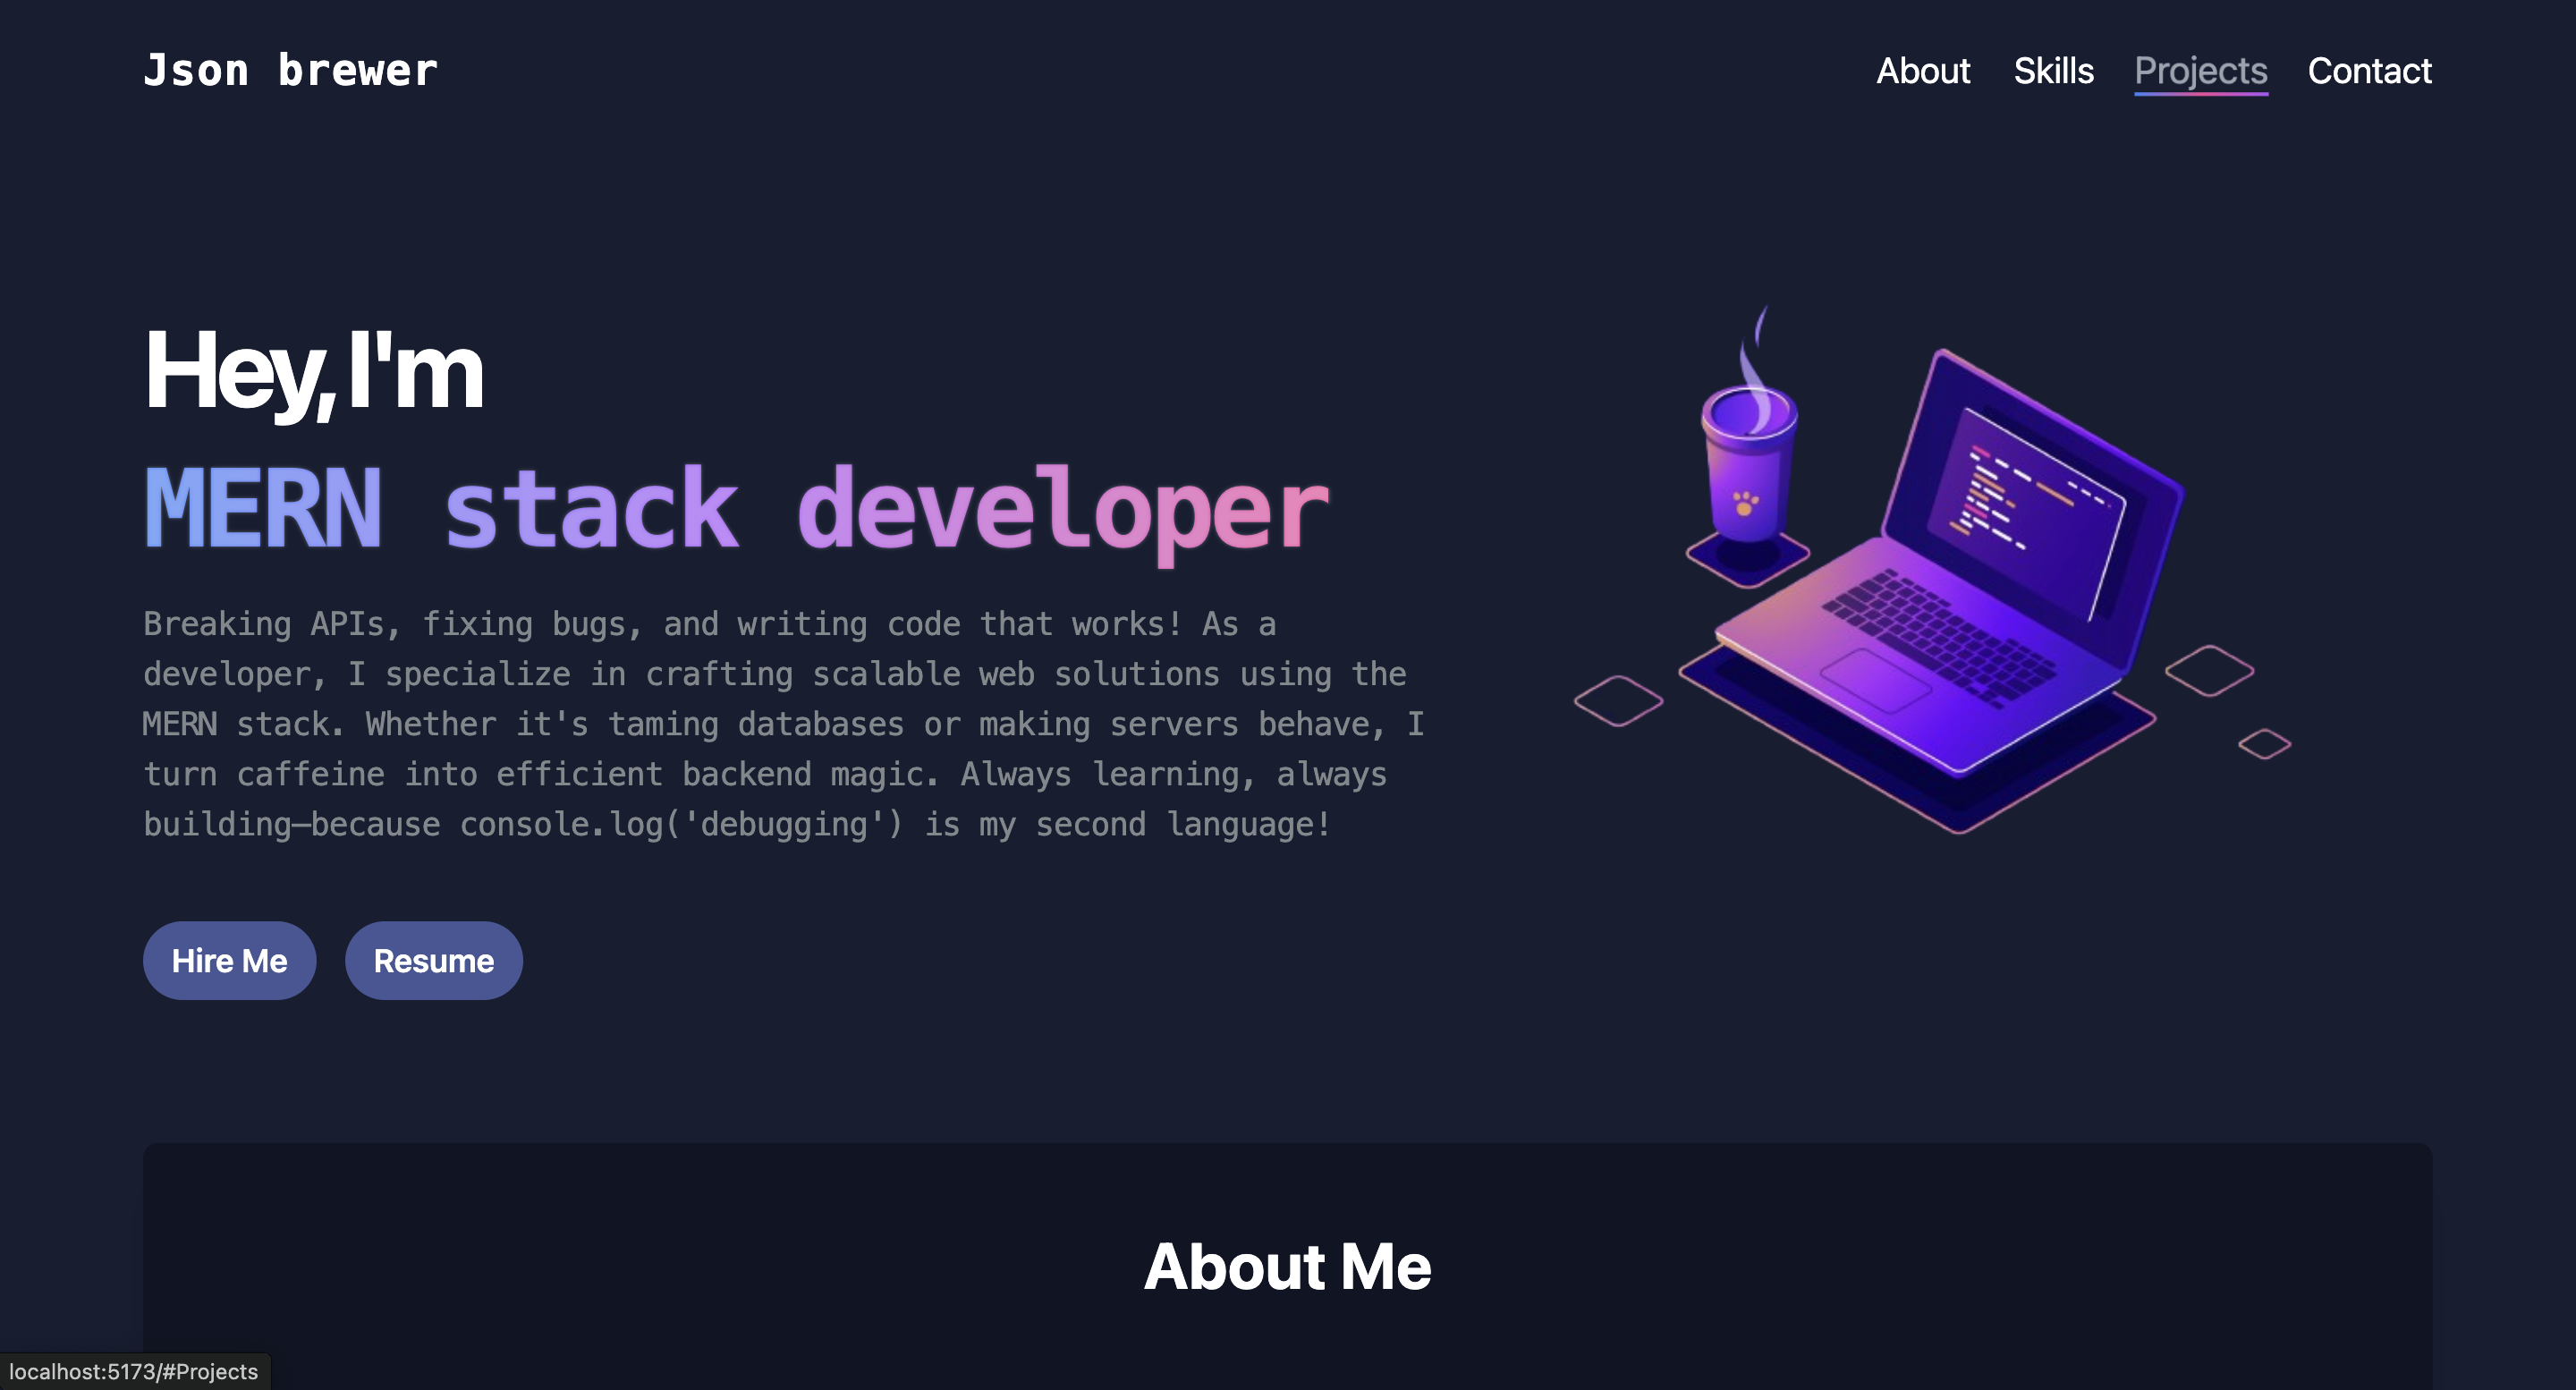 Json brewer
About Skills Projects Contact
Hey, I'm
MERN stack developer
Breaking APIs, fixing bugs, and writing code that works! As a
developer, I specialize in crafting scalable web solutions using the
MERN stack. Whether it's taming databases or making servers behave, I
turn caffeine into efficient backend magic. Always learning, always
building—because console.log('debugging') is my second language!
Hire Me Resume
About Me
localhost:5173/#Projects